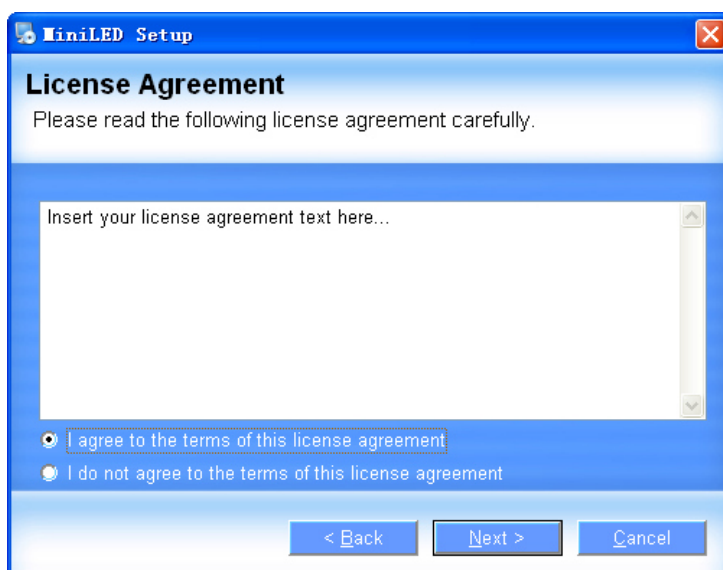 MiniLED Setup
License Agreement
Please read the following license agreement carefully.
Insert your license agreement text here...
I agree to the terms of this license agreement
I do not agree to the terms of this license agreement
< Back
Next >
Cancel